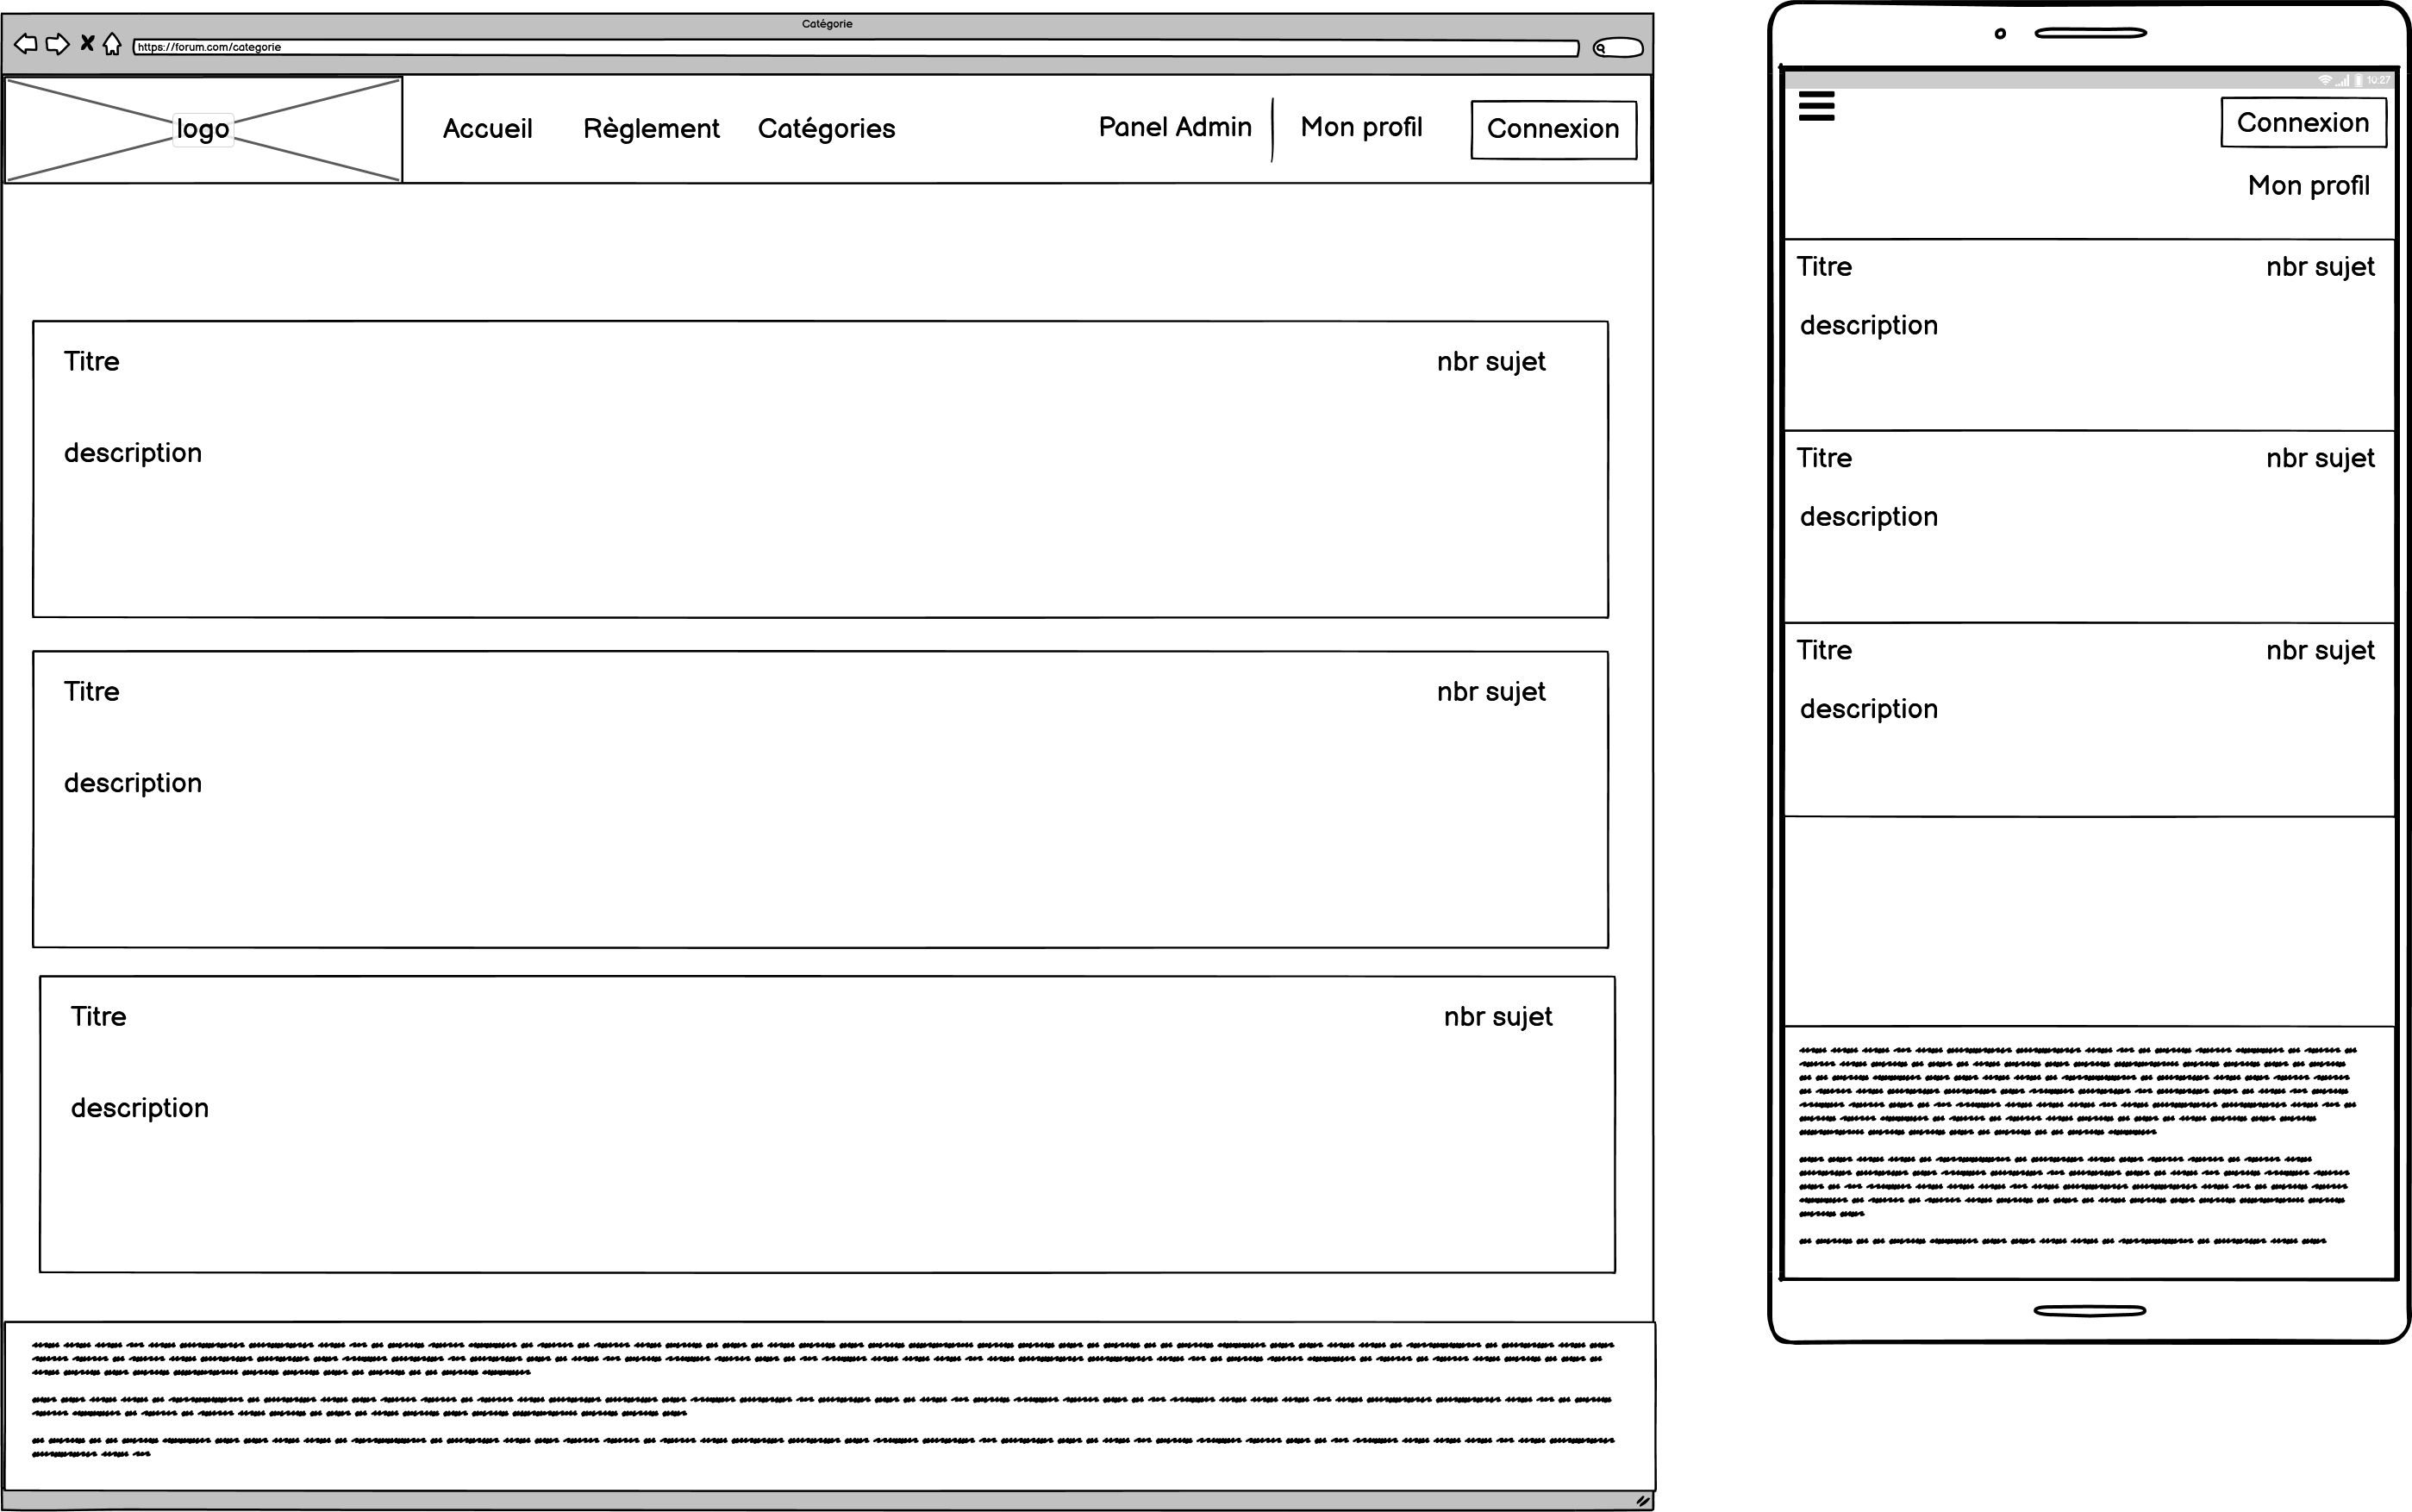 Catégorie
https://forum.com/categorie
logo
Accueil Règlement Catégories Panel Admin Mon profil Connexion
Titre nbr sujet
description
Titre nbr sujet
description
Titre nbr sujet
description
10:27
Connexion
Mon profil
Titre nbr sujet
description
Titre nbr sujet
description
Titre nbr sujet
description